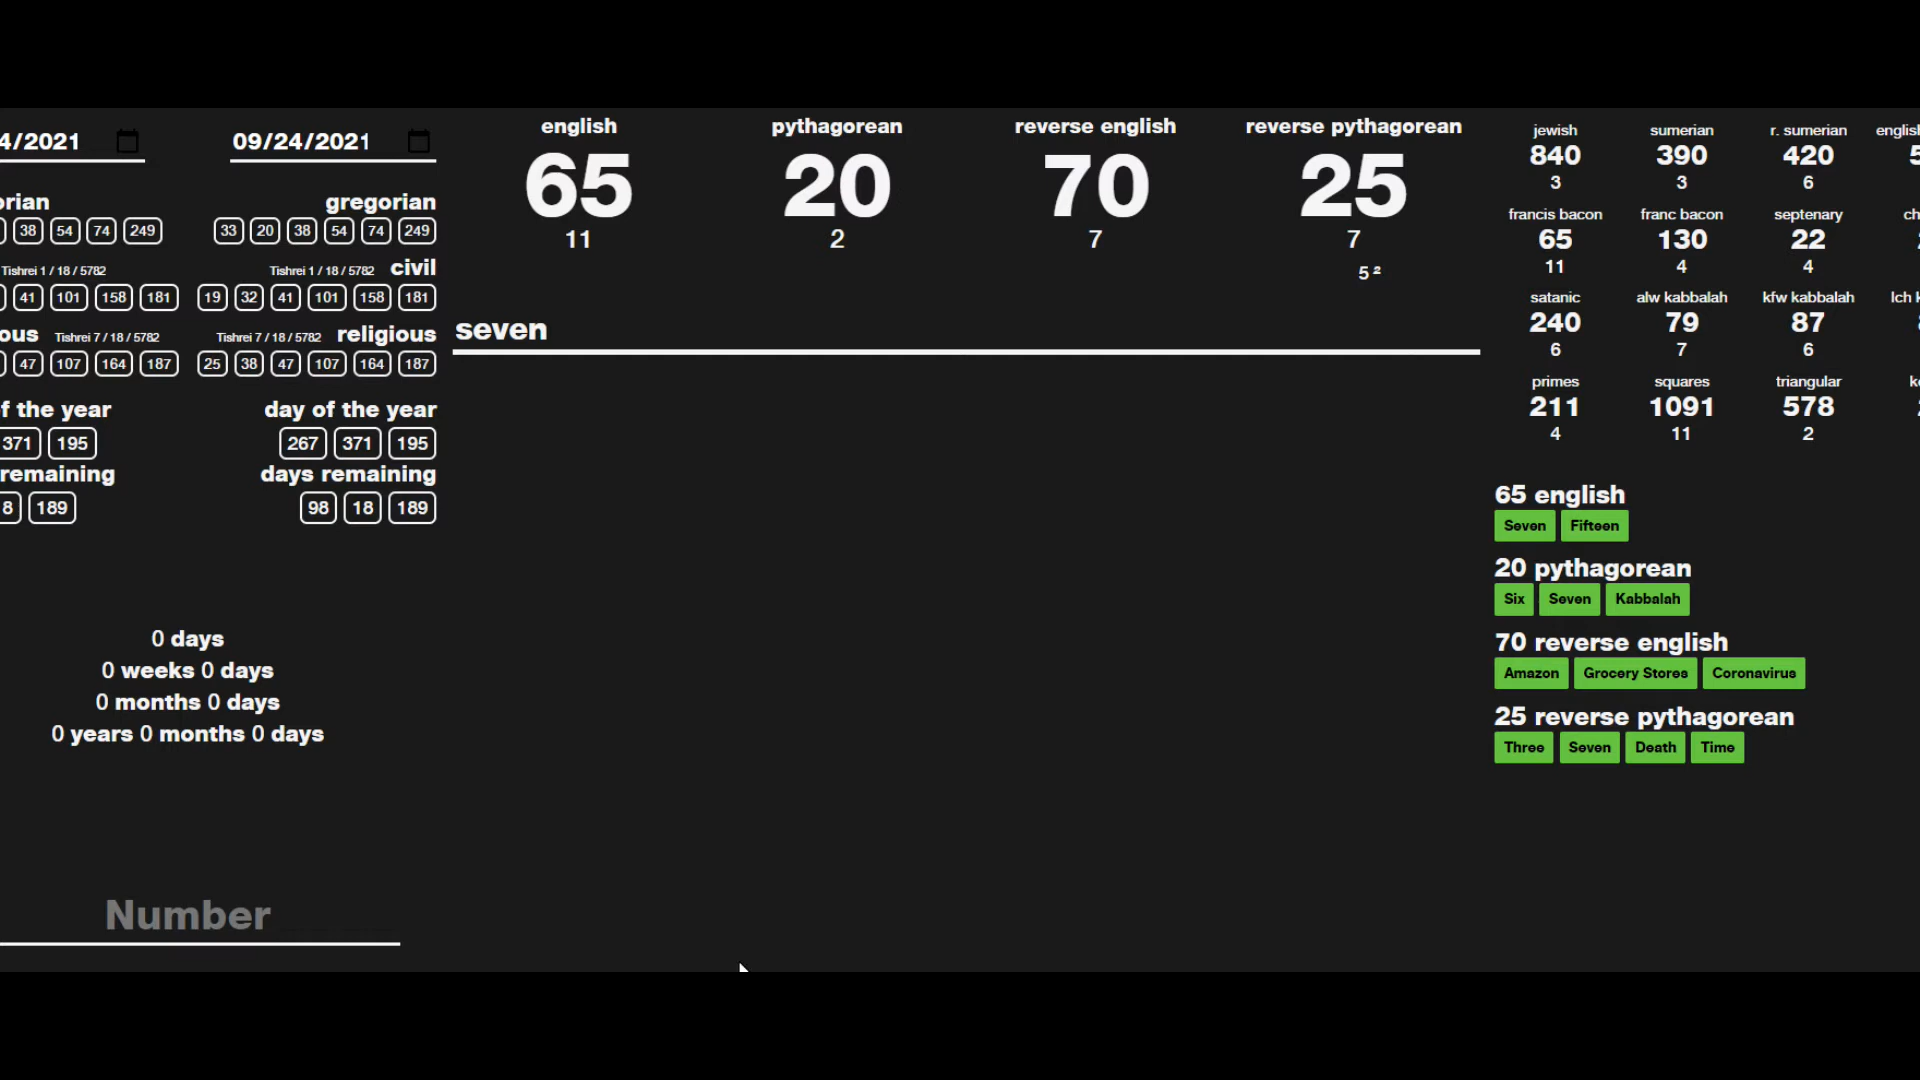 4/2021 09/24/2021
orian gregorian
38 54 74 249 33 20 38 54 74 249
Tishrei 1 / 18 / 5782 Tishrei 1 / 18 / 5782 civil
41 101 158 181 19 32 41 101 158 181
ous Tishrei 7 / 18 / 5782 Tishrei 7 / 18 / 5782 religious
47 107 164 187 25 38 47 107 164 187
f the year day of the year
371 195 267 371 195
remaining days remaining
8 189 98 18 189
0 days
0 weeks 0 days
0 months 0 days
0 years 0 months 0 days
Number
english pythagorean reverse english reverse pythagorean
65 20 70 25
11 2 7 7
5 ²
seven
jewish sumerian r. sumerian english
840 390 420 5
3 3 6
francis bacon franc bacon septenary ch
65 130 22
11 4 4
satanic alw kabbalah kfw kabbalah lch k
240 79 87
6 7 6
primes squares triangular
211 1091 578
4 11 2
65 english
Seven Fifteen
20 pythagorean
Six Seven Kabbalah
70 reverse english
Amazon Grocery Stores Coronavirus
25 reverse pythagorean
Three Seven Death Time